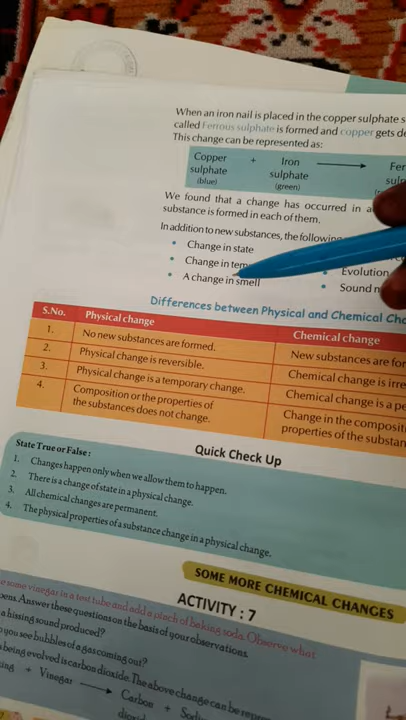 When an iron nail is placed in the copper sulphate s
called Ferrous sulphate is formed and copper gets de
This change can be represented as:
Copper + Iron ⟶ Fer
sulphate sulphate sulp
(blue) (green)
We found that a change has occurred in a
substance is formed in each of them.
In addition to new substances, the following
• Change in state
• Change in tem
• A change in smell
• Evolution
• Sound
Differences between Physical and Chemical Cha
S.No. Physical change Chemical change
1. No new substances are formed. New substances are for
2. Physical change is reversible. Chemical change is irre
3. Physical change is a temporary change. Chemical change is a pe
4. Composition or the properties of Change in the composit
the substances does not change. properties of the substan
Quick Check Up
State True or False :
1. Changes happen only when we allow them to happen.
2. There is a change of state in a physical change.
3. All chemical changes are permanent.
4. The physical properties of a substance change in a physical change.
SOME MORE CHEMICAL CHANGES
ACTIVITY : 7
e some vinegar in a test tube and add a pinch of baking soda. Observe what
pens. Answer these questions on the basis of your observations.
a hissing sound produced?
you see bubbles of a gas coming out?
being evolved is carbon dioxide. The above change can be repre
king + Vinegar ⟶ Carbon + Sodi
dioxid